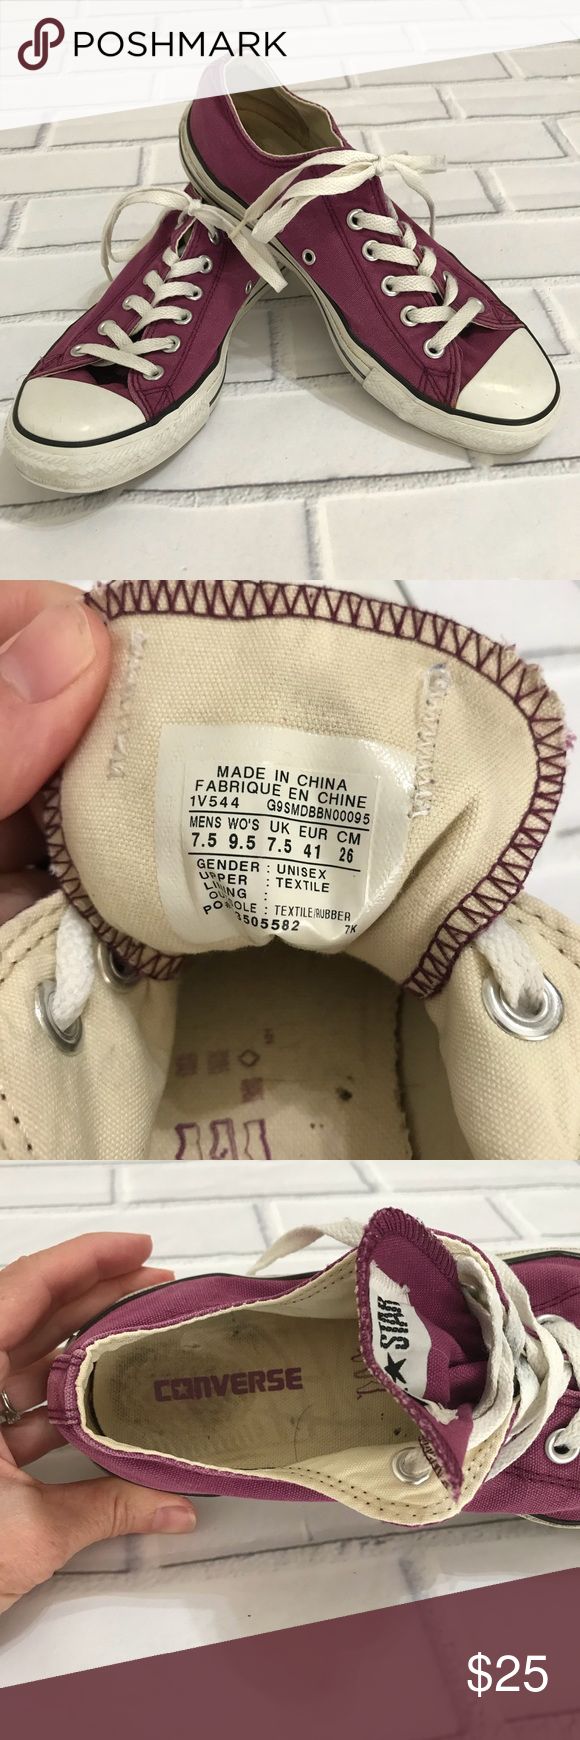 POSHMARK
MADE IN CHINA
FABRIQUE EN CHINE
1V544 G9SMDBBN00095
MENS WO'S UK EUR CM
7.5 9.5 7.5 41 26
GENDER : UNISEX
UPPER : TEXTILE
LINING :
OUTSOLE : TEXTILE/RUBBER
3505582 7K
CONVERSE
STAR
$25